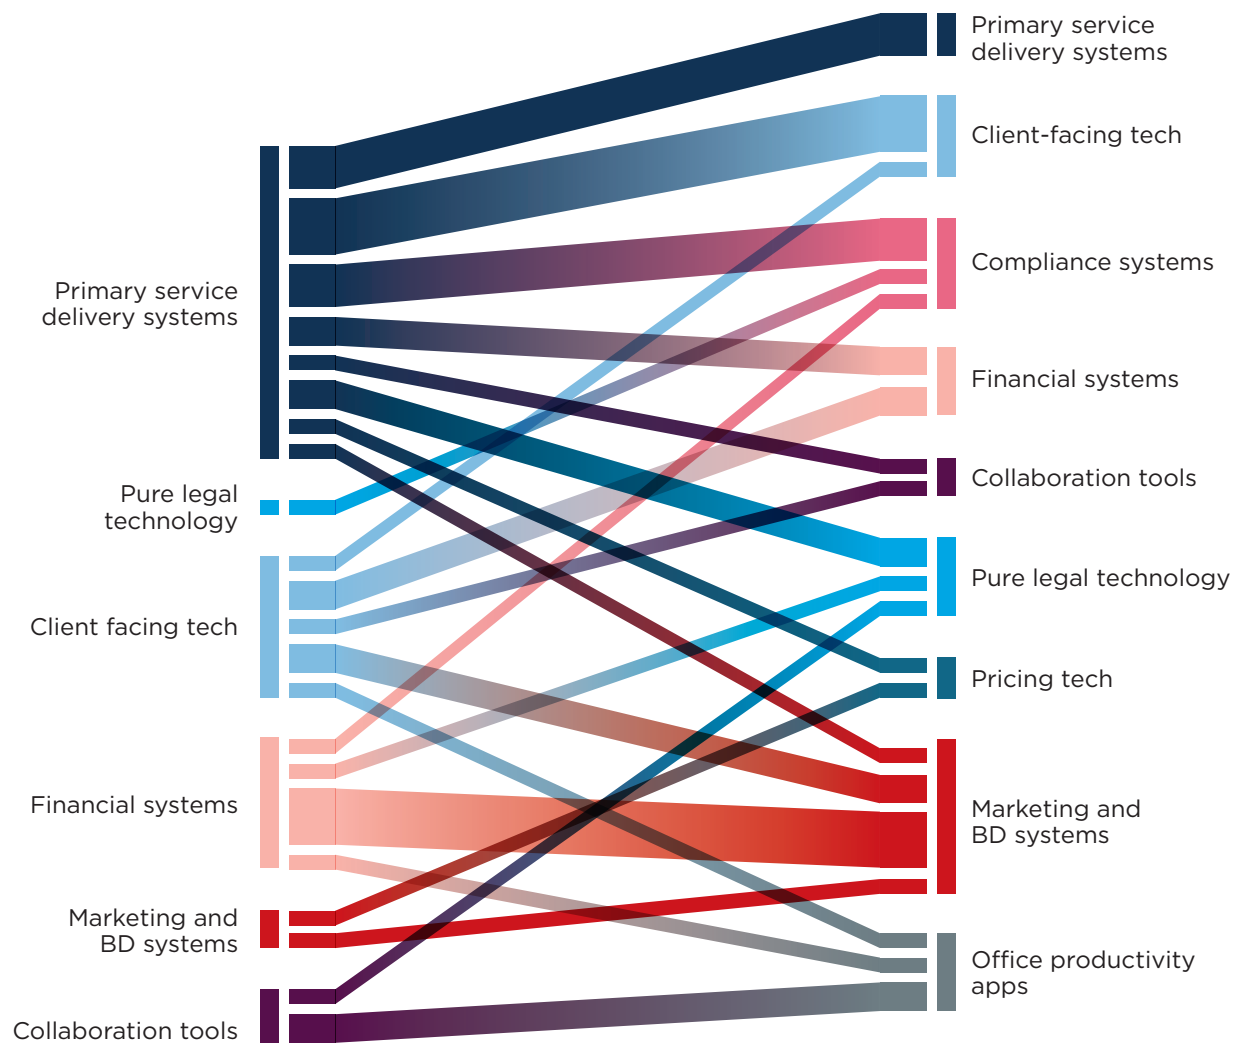 Primary service
delivery systems
Pure legal
technology
Client facing tech
Financial systems
Marketing and
BD systems
Collaboration tools
Primary service
delivery systems
Client-facing tech
Compliance systems
Financial systems
Collaboration tools
Pure legal technology
Pricing tech
Marketing and
BD systems
Office productivity
apps